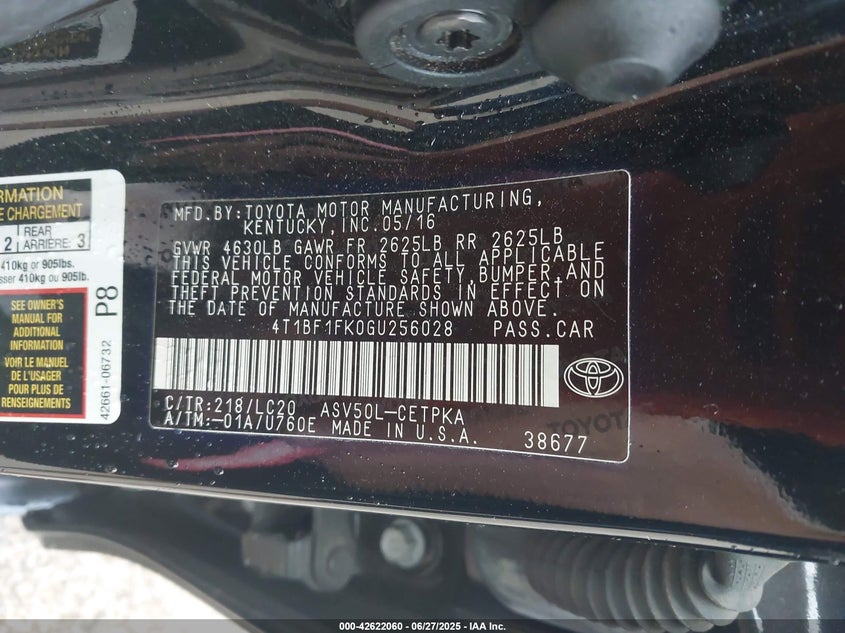 RMATION
E CHARGEMENT
2 REAR ARRIÈRE: 3
410kg or 905lbs.
sser 410kg ou 905lb.
SEE OWNER'S
MANUAL FOR
ADDITIONAL
INFORMATION
VOIR LE MANUEL
DE L'USAGER
POUR PLUS DE
RENSEIGNEMENTS
P8
42661-06732
MFD.BY:TOYOTA MOTOR MANUFACTURING,
KENTUCKY,INC.05/16
GVWR 4630LB GAWR FR 2625LB RR 2625LB
THIS VEHICLE CONFORMS TO ALL APPLICABLE
FEDERAL MOTOR VEHICLE SAFETY,BUMPER,AND
THEFT PREVENTION STANDARDS IN EFFECT ON
THE DATE OF MANUFACTURE SHOWN ABOVE.
4T1BF1FK0GU256028 PASS.CAR
C/TR:218/LC20 ASV50L-CETPKA
A/TM:-01A/U760E MADE IN U.S.A. 38677
TOYOTA
000-42622060 - 06/27/2025 - IAA Inc.